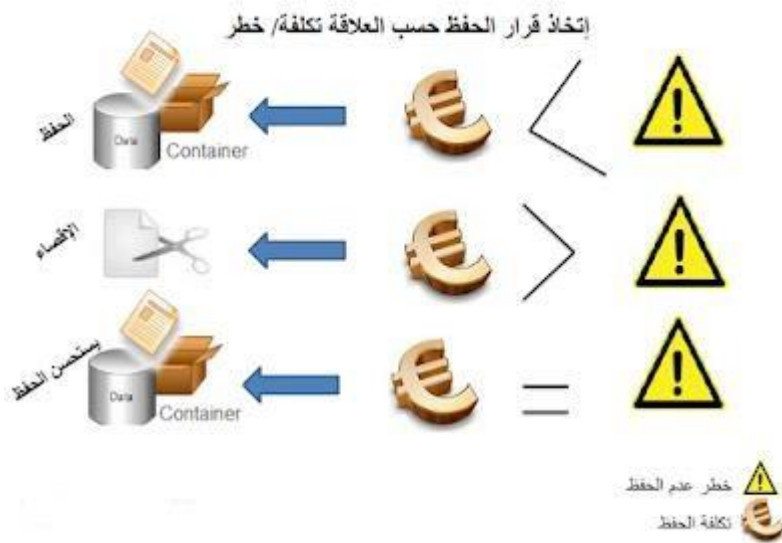 إتخاذ قرار الحفظ حسب العلاقة تكلفة/ خطر
الحفظ
Data
Container
الإقصاء
يستحسن الحفظ
Data
Container
خطر عدم الحفظ
تكلفة الحفظ